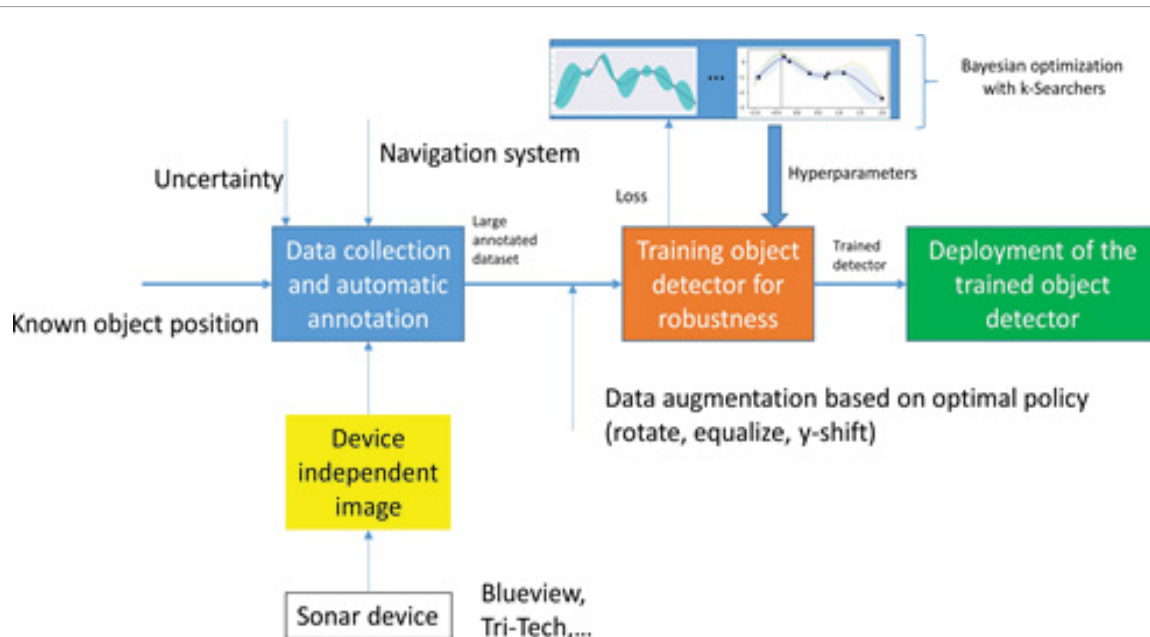 Bayesian optimization
with k-Searchers
...
Navigation system
Uncertainty
Hyperparameters
Loss
Large
annotated
dataset
Data collection
and automatic
annotation
Training object
detector for
robustness
Trained
detector
Deployment of the
trained object
detector
Known object position
Data augmentation based on optimal policy
(rotate, equalize, y-shift)
Device
independent
image
Sonar device
Blueview,
Tri-Tech,...